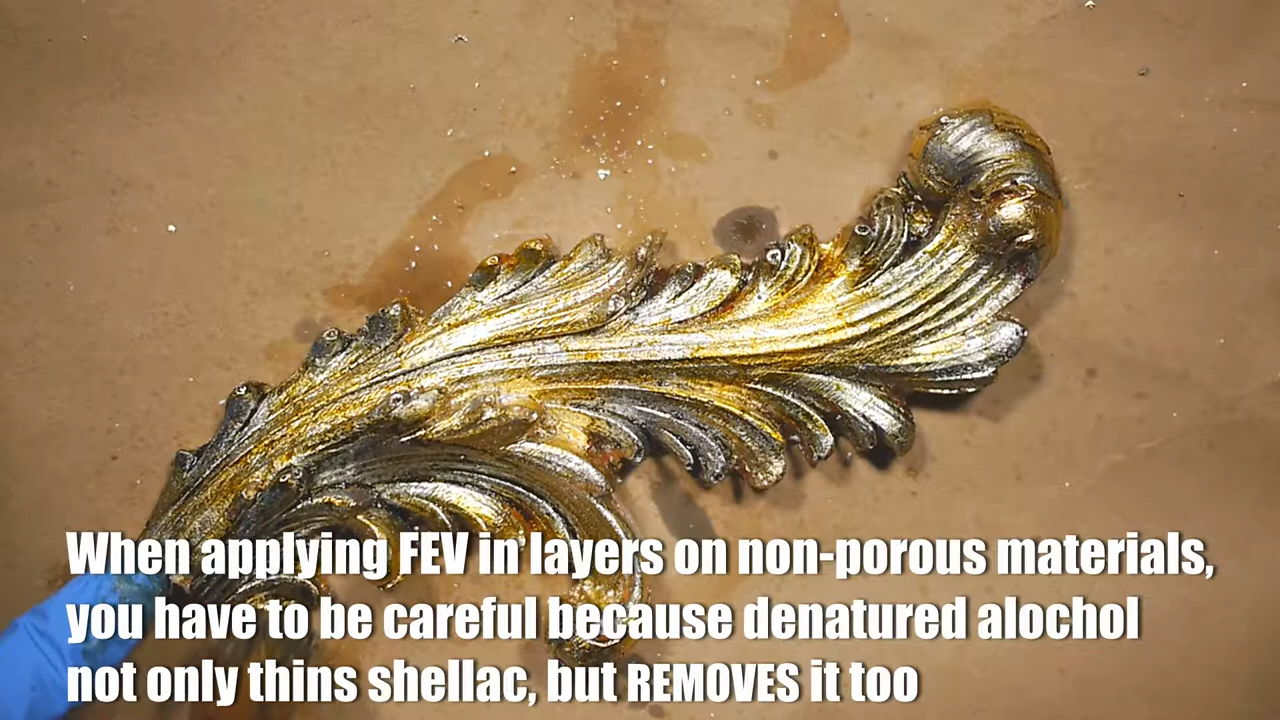 When applying FEV in layers on non-porous materials,
you have to be careful because denatured alochol
not only thins shellac, but REMOVES it too